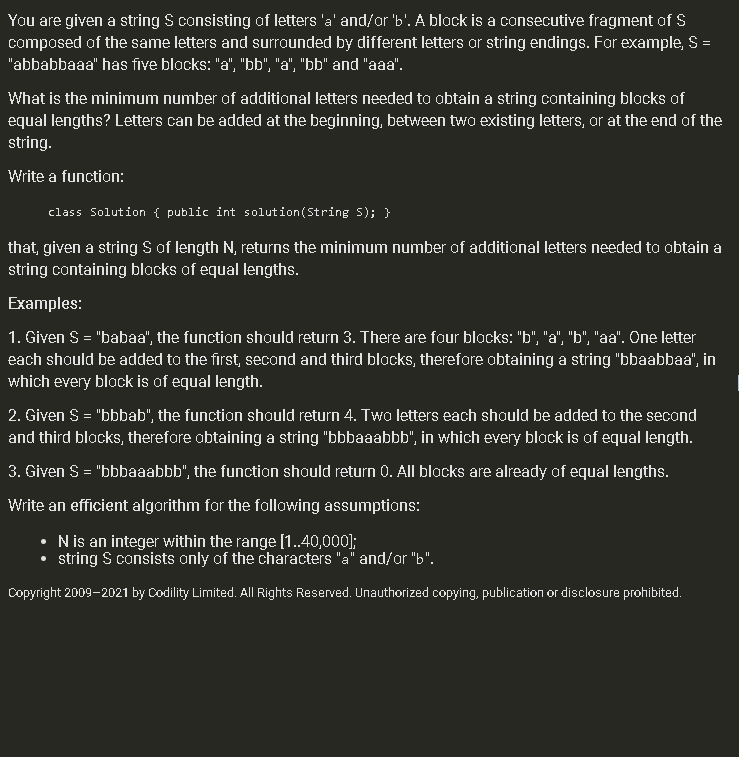 You are given a string S consisting of letters 'a' and/or 'b'. A block is a consecutive fragment of S
composed of the same letters and surrounded by different letters or string endings. For example, S =
"abbabbaaa" has five blocks: "a", "bb", "a", "bb" and "aaa".
What is the minimum number of additional letters needed to obtain a string containing blocks of
equal lengths? Letters can be added at the beginning, between two existing letters, or at the end of the
string.
Write a function:
class Solution { public int solution(String S); }
that, given a string S of length N, returns the minimum number of additional letters needed to obtain a
string containing blocks of equal lengths.
Examples:
1. Given S = "babaa", the function should return 3. There are four blocks: "b", "a", "b", "aa". One letter
each should be added to the first, second and third blocks, therefore obtaining a string "bbaabbaa", in
which every block is of equal length.
2. Given S = "bbbab", the function should return 4. Two letters each should be added to the second
and third blocks, therefore obtaining a string "bbbaaabbb", in which every block is of equal length.
3. Given S = "bbbaaabbb", the function should return 0. All blocks are already of equal lengths.
Write an efficient algorithm for the following assumptions:
• N is an integer within the range [1..40,000];
• string S consists only of the characters "a" and/or "b".
Copyright 2009–2021 by Codility Limited. All Rights Reserved. Unauthorized copying, publication or disclosure prohibited.